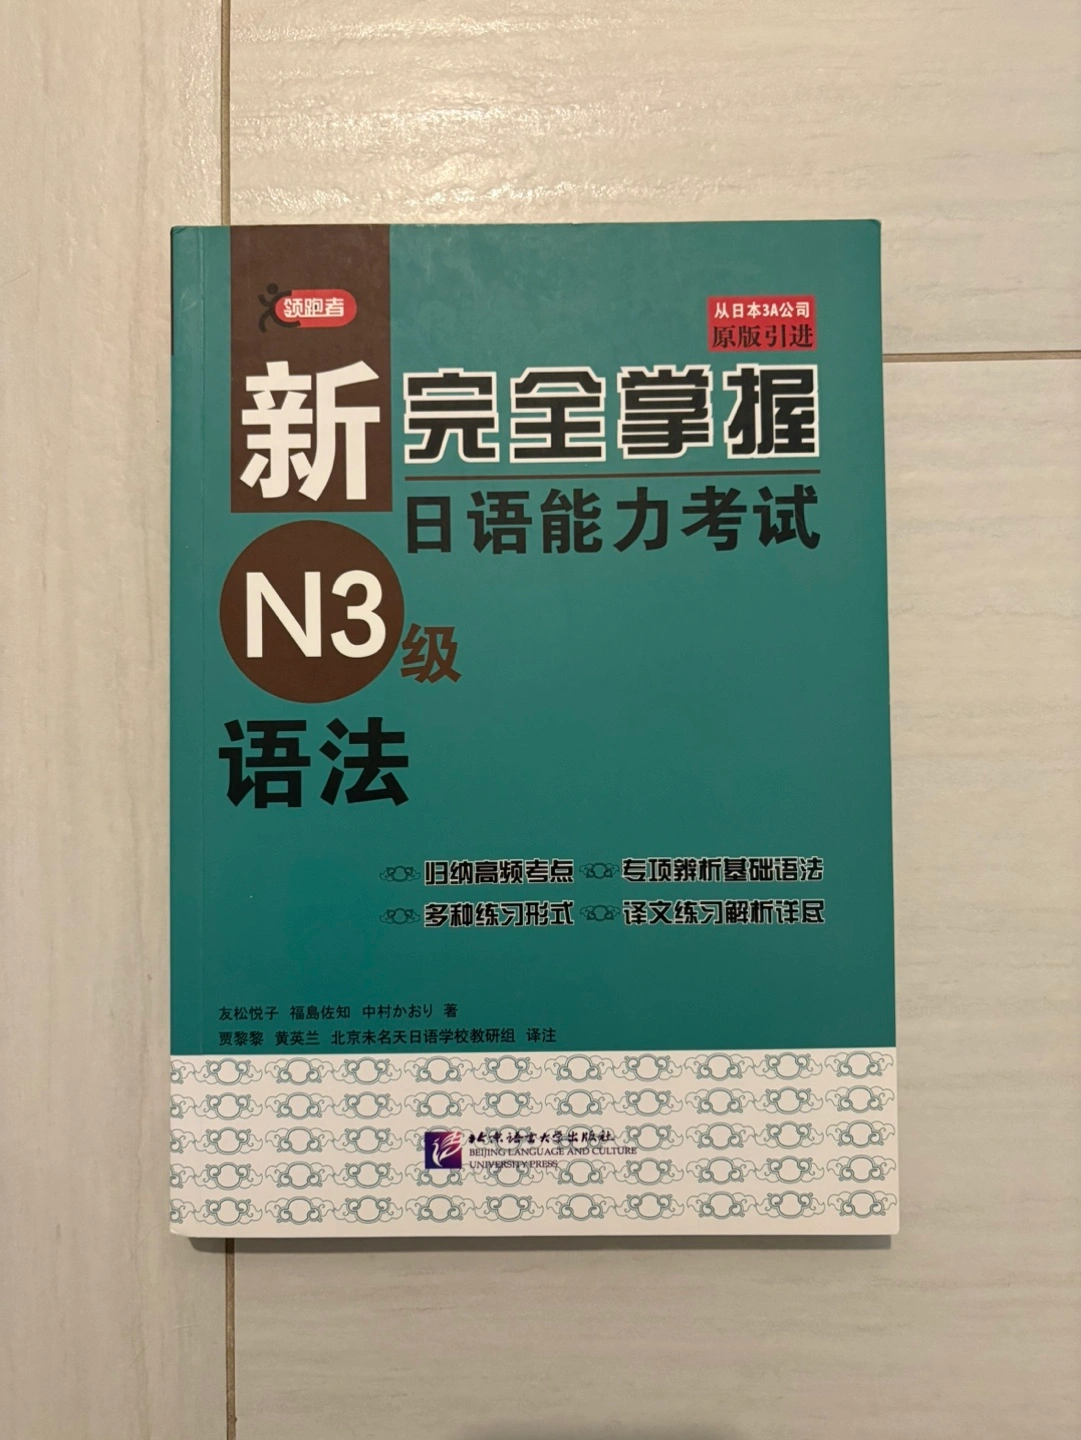 领跑者
从日本3A公司
原版引进
新完全掌握
日语能力考试
N3级
语法
归纳高频考点 专项辨析基础语法
多种练习形式 译文练习解析详尽
友松悦子 福島佐知 中村かおり 著
贾黎黎 黄英兰 北京未名天日语学校教研组 译注
北京语言大学出版社
BEIJING LANGUAGE AND CULTURE
UNIVERSITY PRESS